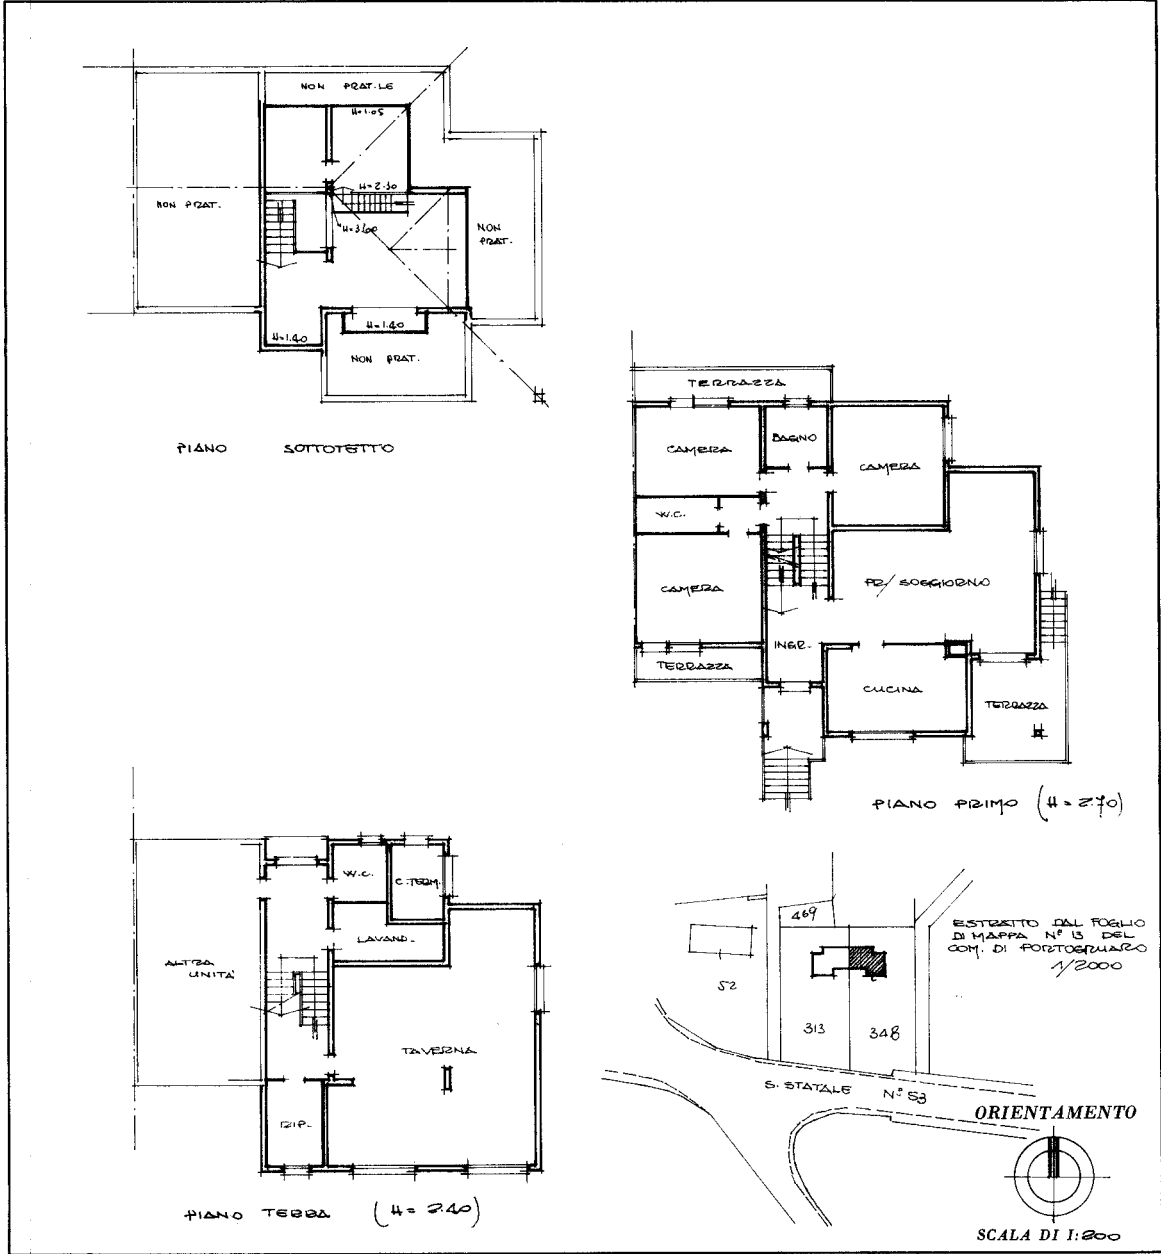 NON PRAT.LE
H=1.05
H=2.30
NON PRAT.
H=3.00
NON
PRAT.
H=1.40
H=1.40
NON PRAT.
PIANO SOTTOTETTO
TERRAZZA
CAMERA
BAGNO
CAMERA
W.C.
CAMERA
PR/SOGGIORNO
INGR.
TERRAZZA
CUCINA
TERRAZZA
PIANO PRIMO (H=2.70)
W.C.
C.TERM.
LAVAND.
ALTRA
UNITA'
TAVERNA
RIP.
PIANO TERRA (H=2.40)
469
ESTRATTO DAL FOGLIO
DI MAPPA N° 13 DEL
COM. DI PORTOGRUARO
1/2000
52
313
348
S. STATALE N° 53
ORIENTAMENTO
SCALA DI 1:200